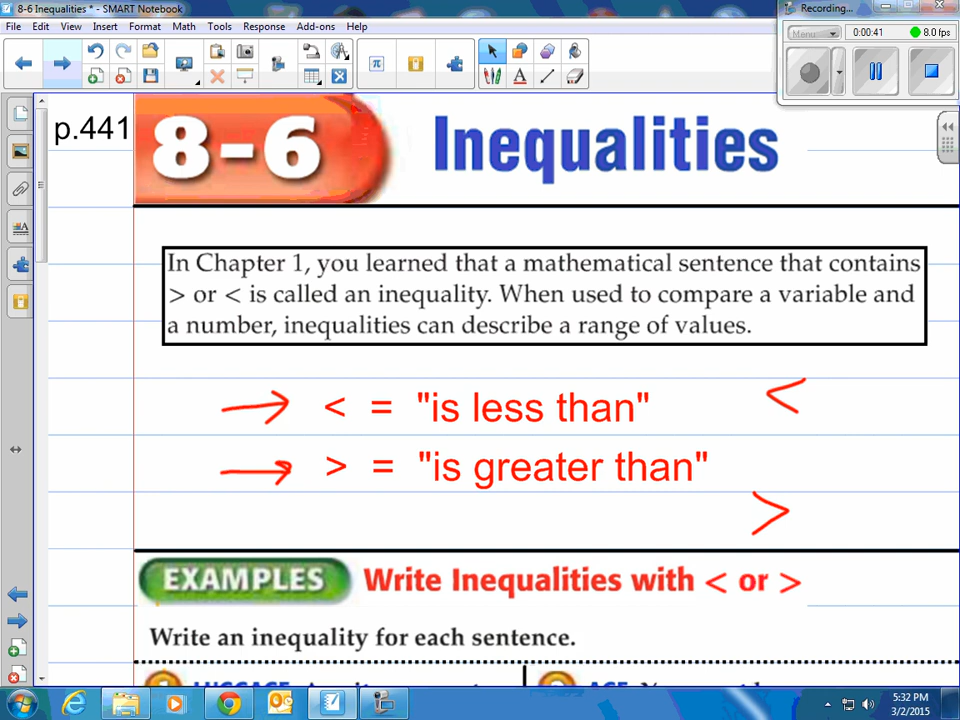 8-6 Inequalities * - SMART Notebook
Recording...
File Edit View Insert Format Math Tools Response Add-ons Help
Menu 0:00:41 8.0 fps
p.441
8-6 Inequalities
In Chapter 1, you learned that a mathematical sentence that contains
> or < is called an inequality. When used to compare a variable and
a number, inequalities can describe a range of values.
< = "is less than" <
> = "is greater than"
>
EXAMPLES Write Inequalities with < or >
Write an inequality for each sentence.
5:32 PM
3/2/2015